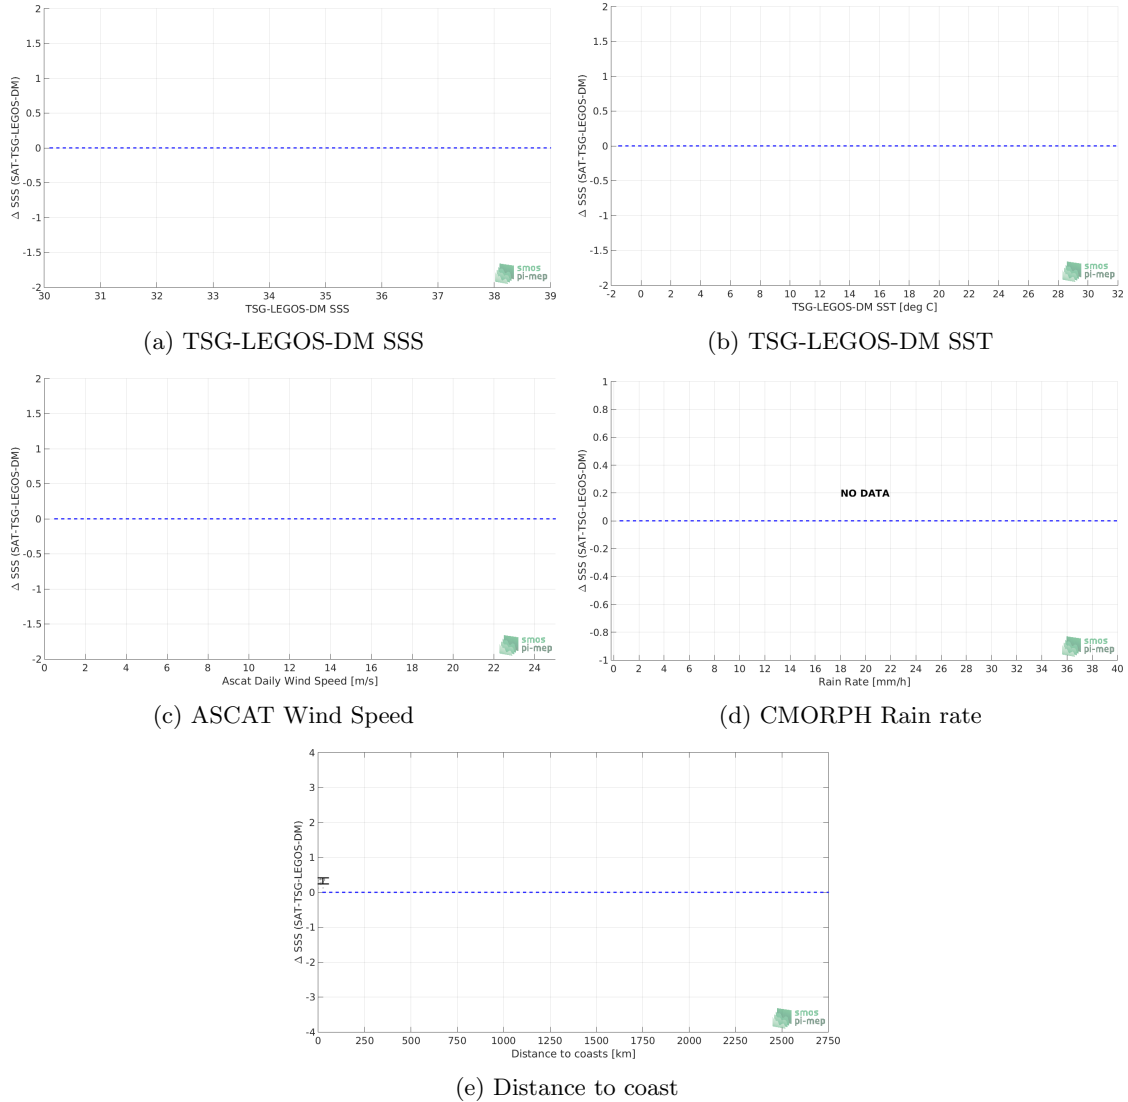 2
1.5
1
0.5
0
-0.5
-1
-1.5
-2
Δ SSS (SAT-TSG-LEGOS-DM)
30 31 32 33 34 35 36 37 38 39
TSG-LEGOS-DM SSS
smos
pi-mep
(a) TSG-LEGOS-DM SSS
2
1.5
1
0.5
0
-0.5
-1
-1.5
-2
Δ SSS (SAT-TSG-LEGOS-DM)
-2 0 2 4 6 8 10 12 14 16 18 20 22 24 26 28 30 32
TSG-LEGOS-DM SST [deg C]
smos
pi-mep
(b) TSG-LEGOS-DM SST
2
1.5
1
0.5
0
-0.5
-1
-1.5
-2
Δ SSS (SAT-TSG-LEGOS-DM)
0 2 4 6 8 10 12 14 16 18 20 22 24
Ascat Daily Wind Speed [m/s]
smos
pi-mep
(c) ASCAT Wind Speed
1
0.8
0.6
0.4
0.2
0
-0.2
-0.4
-0.6
-0.8
-1
Δ SSS (SAT-TSG-LEGOS-DM)
NO DATA
0 2 4 6 8 10 12 14 16 18 20 22 24 26 28 30 32 34 36 38 40
Rain Rate [mm/h]
smos
pi-mep
(d) CMORPH Rain rate
4
3
2
1
0
-1
-2
-3
-4
Δ SSS (SAT-TSG-LEGOS-DM)
0 250 500 750 1000 1250 1500 1750 2000 2250 2500 2750
Distance to coasts [km]
smos
pi-mep
(e) Distance to coast